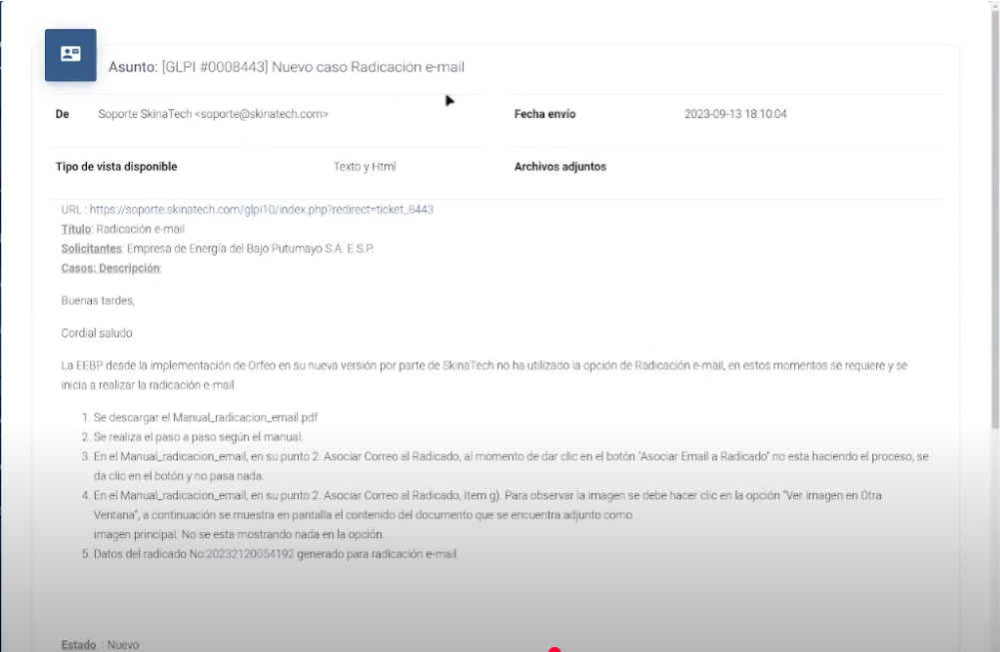 Asunto: [GLPI #0008443] Nuevo caso Radicación e-mail
De Soporte SkinaTech <soporte@skinatech.com> Fecha envío 2023-09-13 18:10:04
Tipo de vista disponible Texto y Html Archivos adjuntos
URL : https://soporte.skinatech.com/glpi10/index.php?redirect=ticket_8443
Título: Radicación e-mail
Solicitantes: Empresa de Energía del Bajo Putumayo S.A. E.S.P.
Casos: Descripción:
Buenas tardes,
Cordial saludo
La EEBP desde la implementación de Orfeo en su nueva versión por parte de SkinaTech no ha utilizado la opción de Radicación e-mail, en estos momentos se requiere y se
inicia a realizar la radicación e-mail.
1. Se descargar el Manual_radicacion_email.pdf
2. Se realiza el paso a paso según el manual.
3. En el Manual_radicacion_email, en su punto 2. Asociar Correo al Radicado, al momento de dar clic en el botón "Asociar Email a Radicado" no esta haciendo el proceso, se
da clic en el botón y no pasa nada.
4. En el Manual_radicacion_email, en su punto 2. Asociar Correo al Radicado, Item g). Para observar la imagen se debe hacer clic en la opción "Ver Imagen en Otra
Ventana", a continuación se muestra en pantalla el contenido del documento que se encuentra adjunto como
imagen principal. No se esta mostrando nada en la opción.
5. Datos del radicado No:20232120054192 generado para radicación e-mail.
Estado : Nuevo